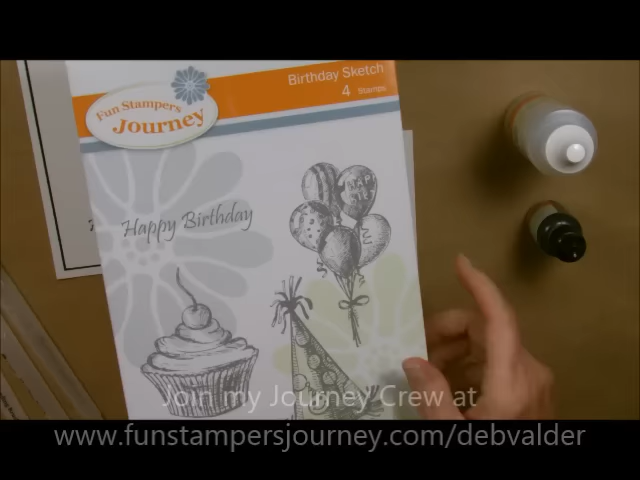 Birthday Sketch
4 Stamps
Fun Stampers
Journey
Happy Birthday
Join my Journey Crew at
www.funstampersjourney.com/debvalder